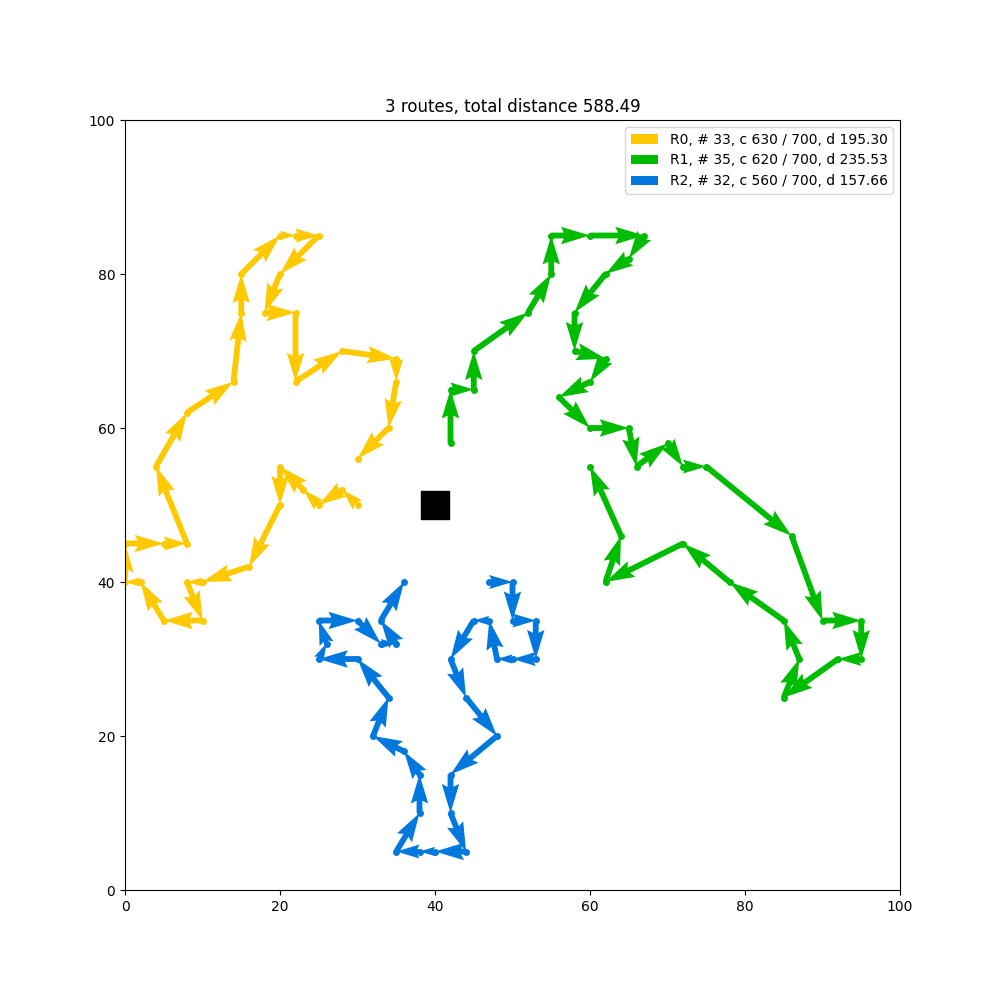 3 routes, total distance 588.49
R0, # 33, c 630 / 700, d 195.30
R1, # 35, c 620 / 700, d 235.53
R2, # 32, c 560 / 700, d 157.66
100
80
60
40
20
0
0 20 40 60 80 100